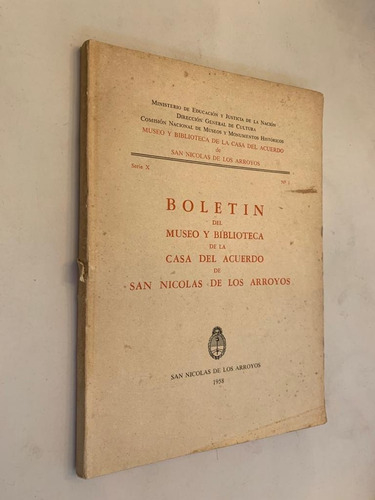 MINISTERIO DE EDUCACIÓN Y JUSTICIA DE LA NACIÓN
DIRECCIÓN GENERAL DE CULTURA
COMISIÓN NACIONAL DE MUSEOS Y MONUMENTOS HISTÓRICOS
MUSEO Y BIBLIOTECA DE LA CASA DEL ACUERDO
de
SAN NICOLAS DE LOS ARROYOS
Serie X
Nº
BOLETIN
DEL
MUSEO Y BIBLIOTECA
DE LA
CASA DEL ACUERDO
DE
SAN NICOLAS DE LOS ARROYOS
SAN NICOLAS DE LOS ARROYOS
1958